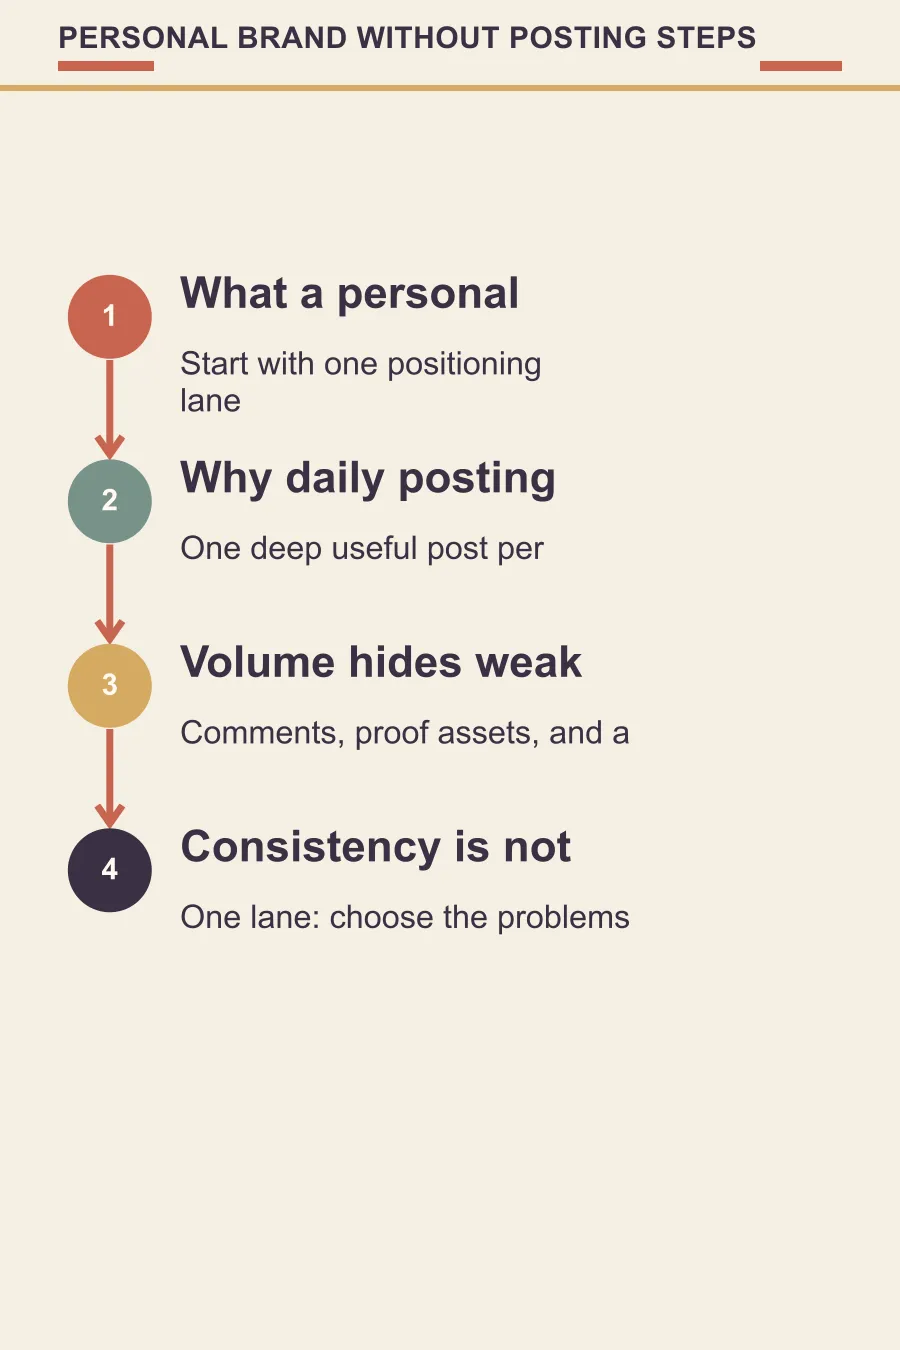 PERSONAL BRAND WITHOUT POSTING STEPS
1
What a personal
Start with one positioning
lane
2
Why daily posting
One deep useful post per
3
Volume hides weak
Comments, proof assets, and a
4
Consistency is not
One lane: choose the problems